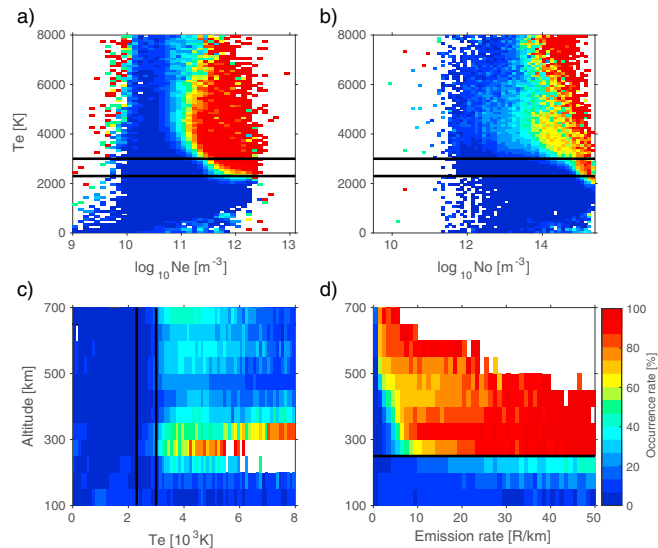 a)
b)
8000
6000
4000
2000
0
Te [K]
9 10 11 12 13
log10Ne [m-3]
8000
6000
4000
2000
0
10 12 14
log10No [m-3]
c)
d)
700
500
300
100
Altitude [km]
0 2 4 6 8
Te [10³K]
700
500
300
100
0 10 20 30 40 50
Emission rate [R/km]
100
80
60
40
20
0
Occurrence rate [%]